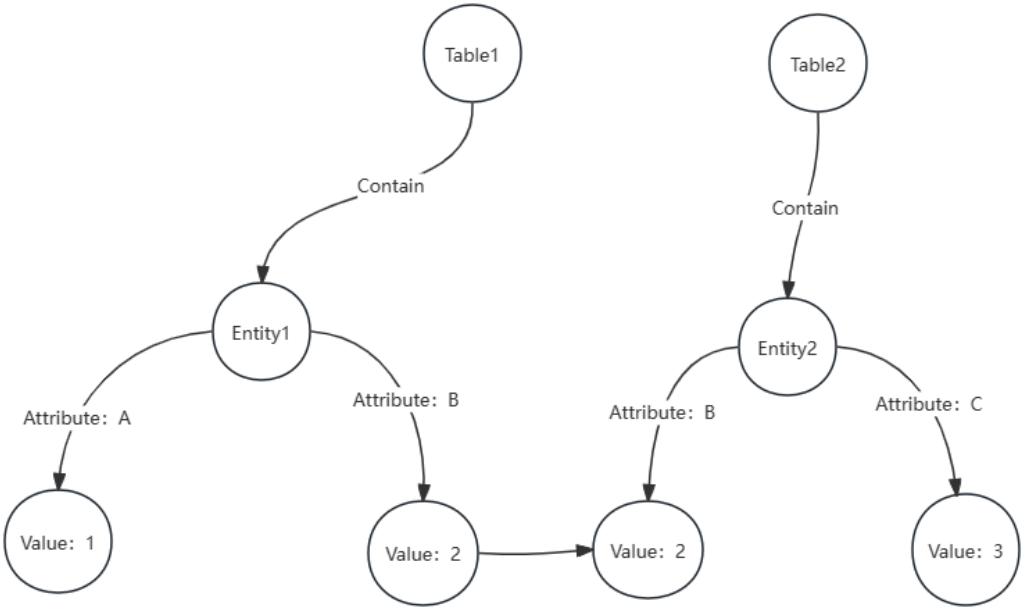 Table1
Table2
Contain
Contain
Entity1
Entity2
Attribute: A
Attribute: B
Attribute: B
Attribute: C
Value: 1
Value: 2
Value: 2
Value: 3